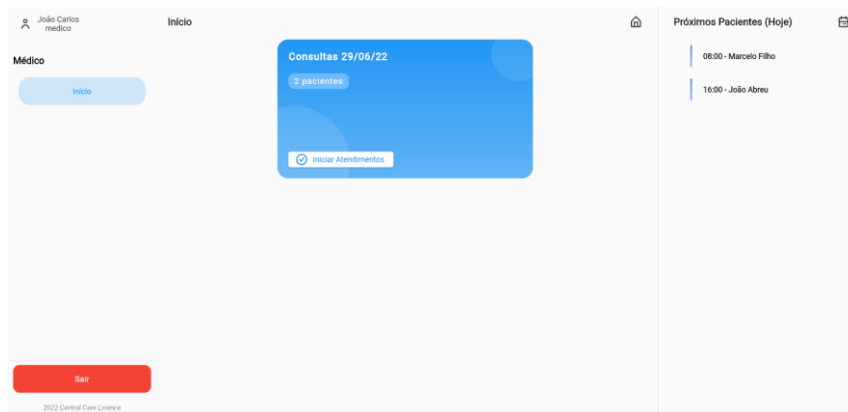 João Carlos
medico
Médico
Início
Sair
2022 Central Care Licence
Início
Consultas 29/06/22
2 pacientes
Iniciar Atendimentos
Próximos Pacientes (Hoje)
08:00 - Marcelo Filho
16:00 - João Abreu